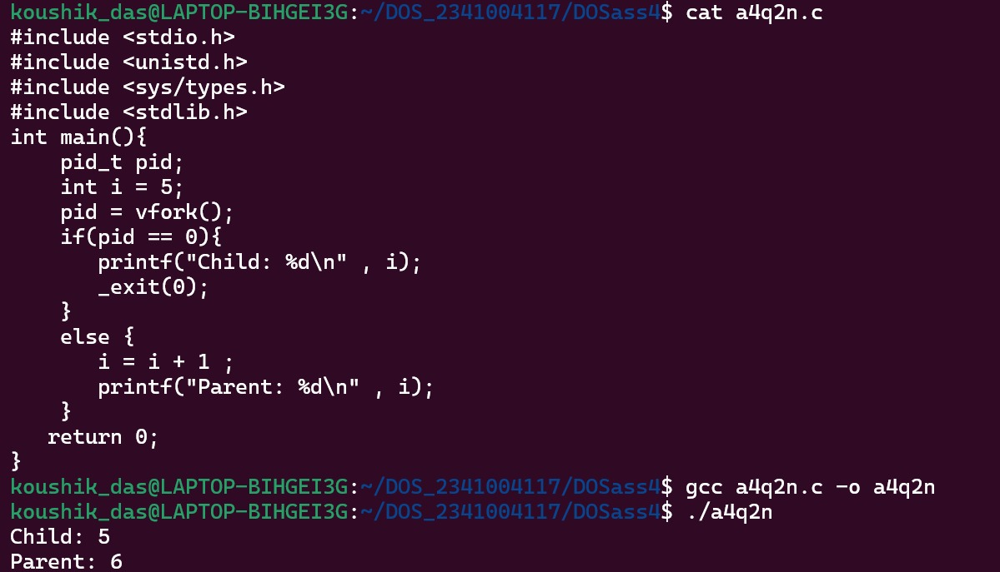 koushik_das@LAPTOP-BIHGEI3G:~/DOS_2341004117/DOSass4$ cat a4q2n.c
#include <stdio.h>
#include <unistd.h>
#include <sys/types.h>
#include <stdlib.h>
int main(){
    pid_t pid;
    int i = 5;
    pid = vfork();
    if(pid == 0){
       printf("Child: %d\n" , i);
       _exit(0);
    }
    else {
       i = i + 1 ;
       printf("Parent: %d\n" , i);
    }
   return 0;
}
koushik_das@LAPTOP-BIHGEI3G:~/DOS_2341004117/DOSass4$ gcc a4q2n.c -o a4q2n
koushik_das@LAPTOP-BIHGEI3G:~/DOS_2341004117/DOSass4$ ./a4q2n
Child: 5
Parent: 6